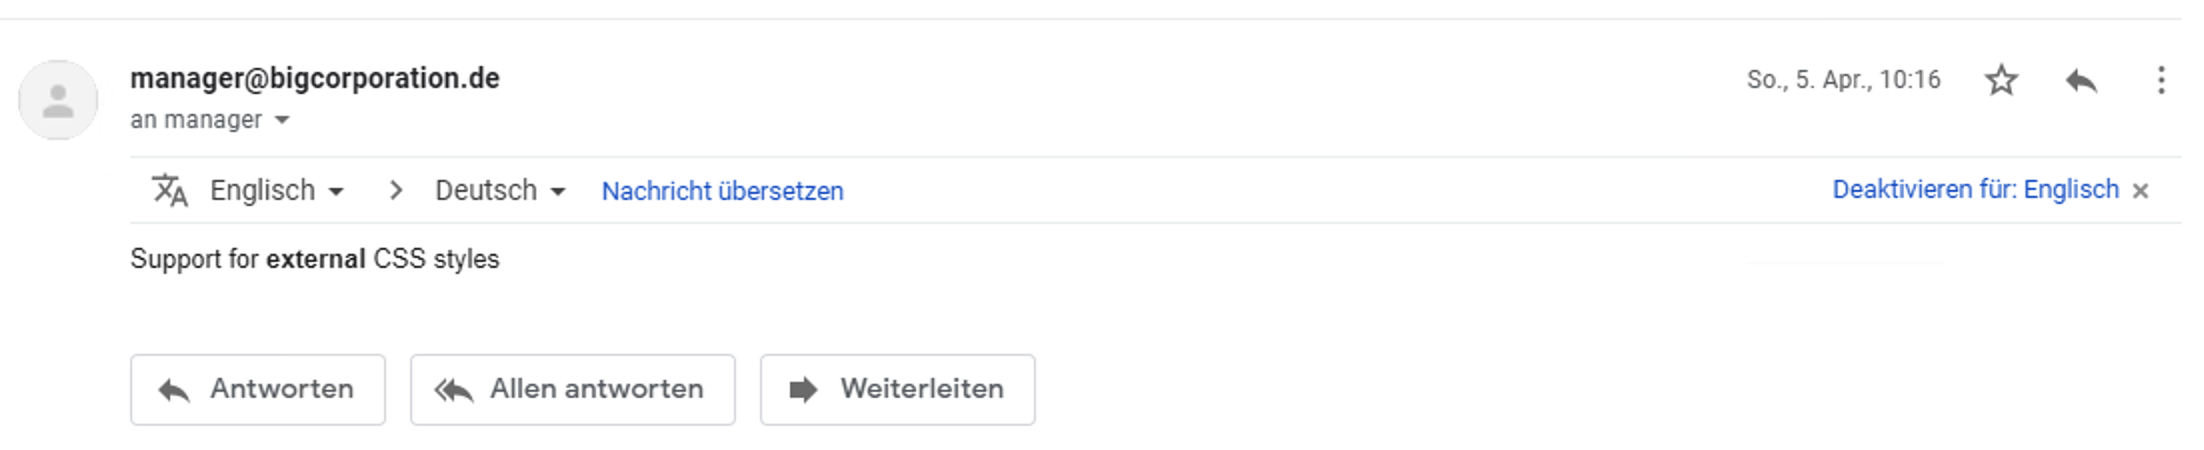 manager@bigcorporation.de
So., 5. Apr., 10:16
an manager
Englisch > Deutsch Nachricht übersetzen
Deaktivieren für: Englisch ×
Support for external CSS styles
Antworten Allen antworten Weiterleiten